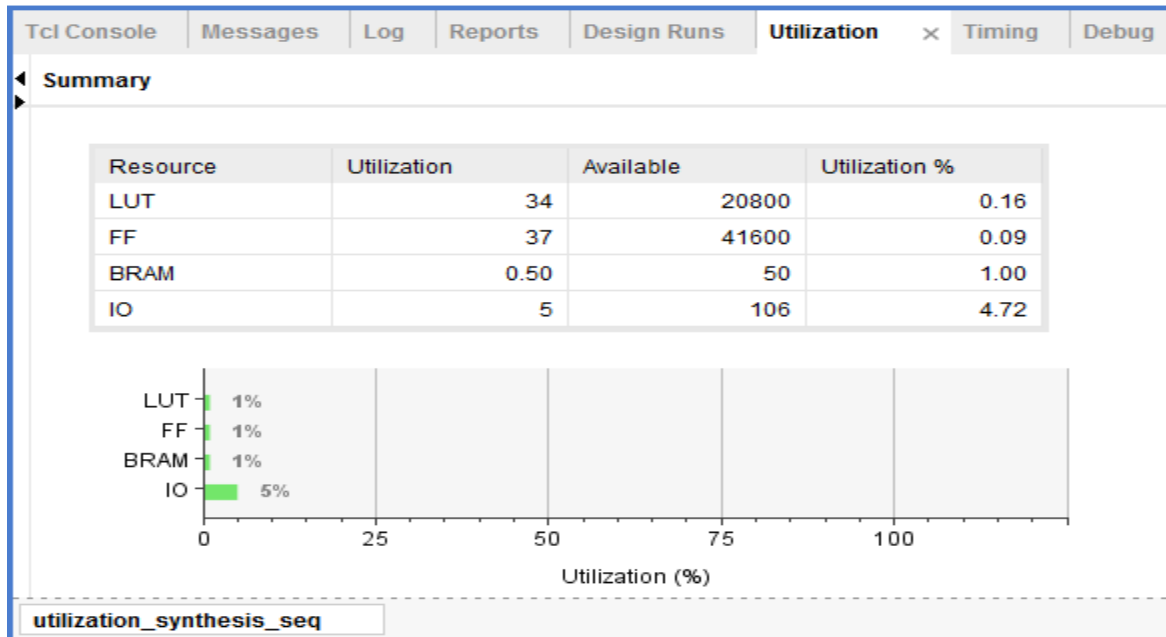 Tcl Console Messages Log Reports Design Runs Utilization × Timing Debug
Summary
Resource Utilization Available Utilization %
LUT 34 20800 0.16
FF 37 41600 0.09
BRAM 0.50 50 1.00
IO 5 106 4.72
LUT 1%
FF 1%
BRAM 1%
IO 5%
0 25 50 75 100
Utilization (%)
utilization_synthesis_seq